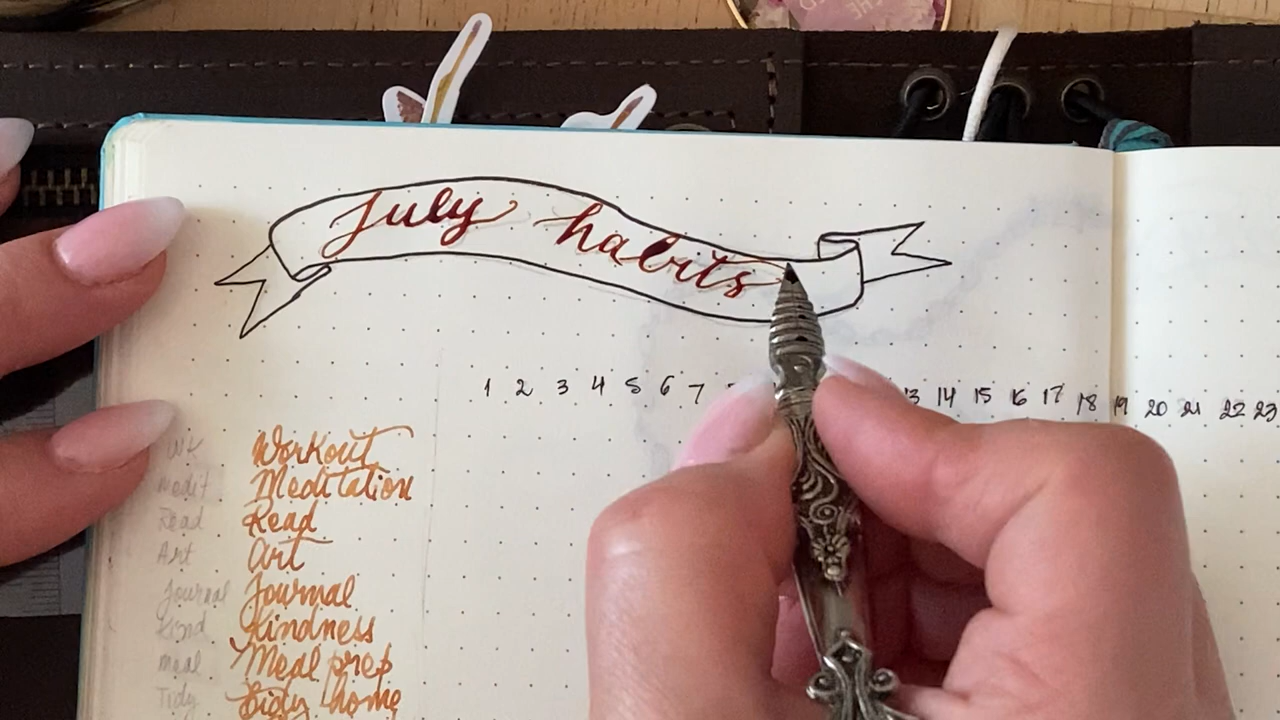 July habits
1 2 3 4 5 6 7 13 14 15 16 17 18 19 20 21 22 23
WK Workout
medit Meditation
Read Read
Art Art
Journal Journal
Kind Kindness
meal Meal prep
Tidy Tidy home